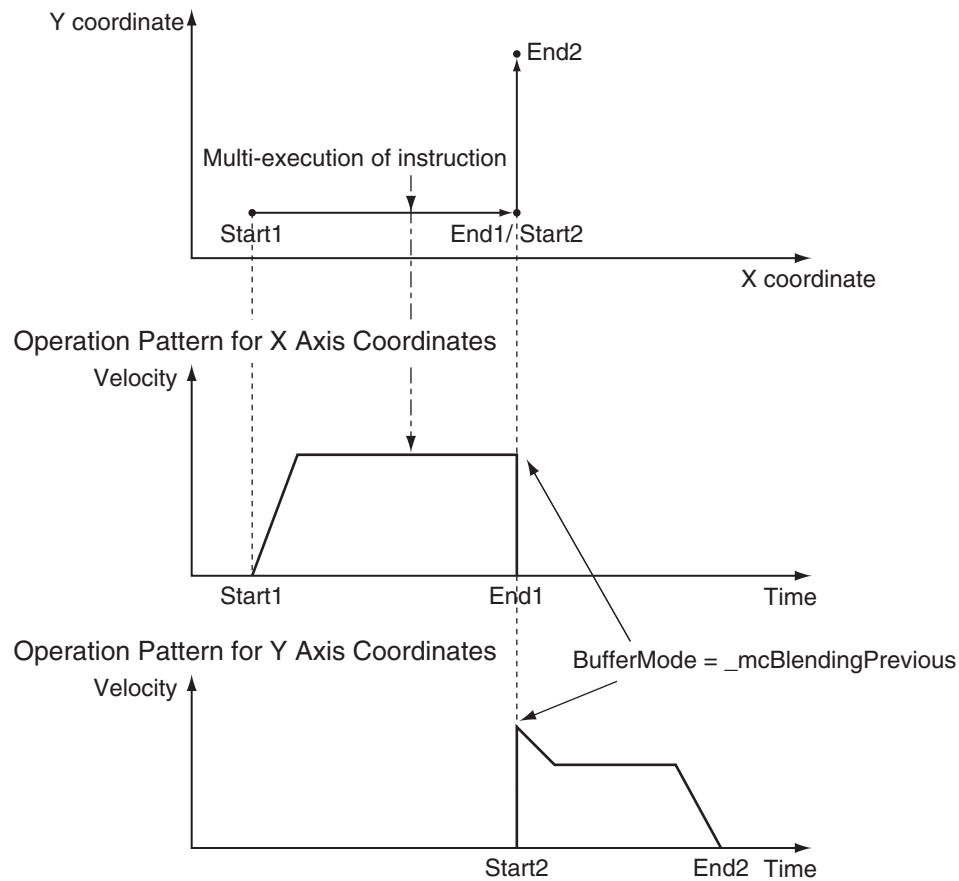 Y coordinate
End2
Multi-execution of instruction
Start1
End1/ Start2
X coordinate
Operation Pattern for X Axis Coordinates
Velocity
Start1
End1
Time
Operation Pattern for Y Axis Coordinates
BufferMode = _mcBlendingPrevious
Velocity
Start2
End2
Time